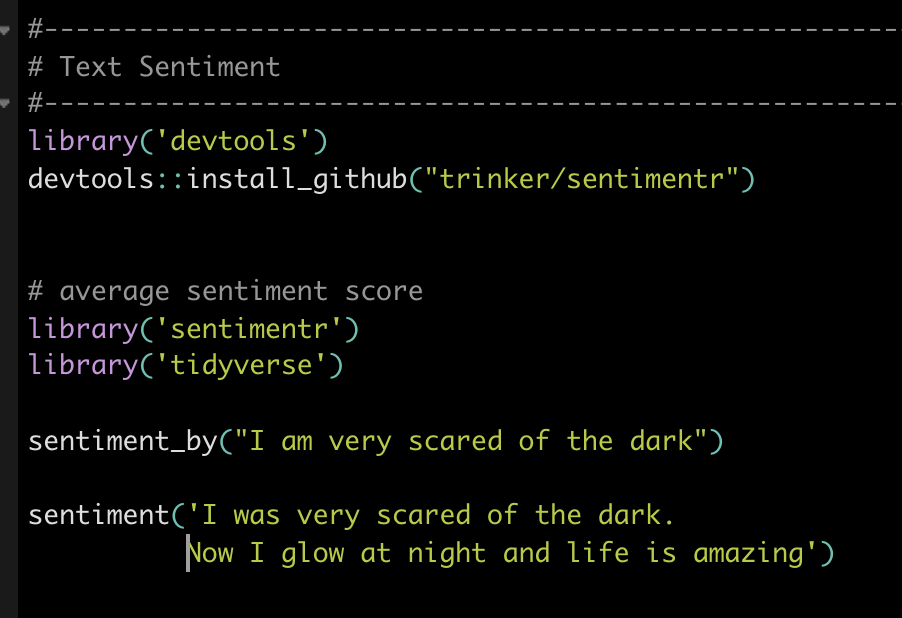 #------------------------------------------------------
# Text Sentiment
#------------------------------------------------------
library('devtools')
devtools::install_github("trinker/sentimentr")
# average sentiment score
library('sentimentr')
library('tidyverse')
sentiment_by("I am very scared of the dark")
sentiment('I was very scared of the dark.
Now I glow at night and life is amazing')